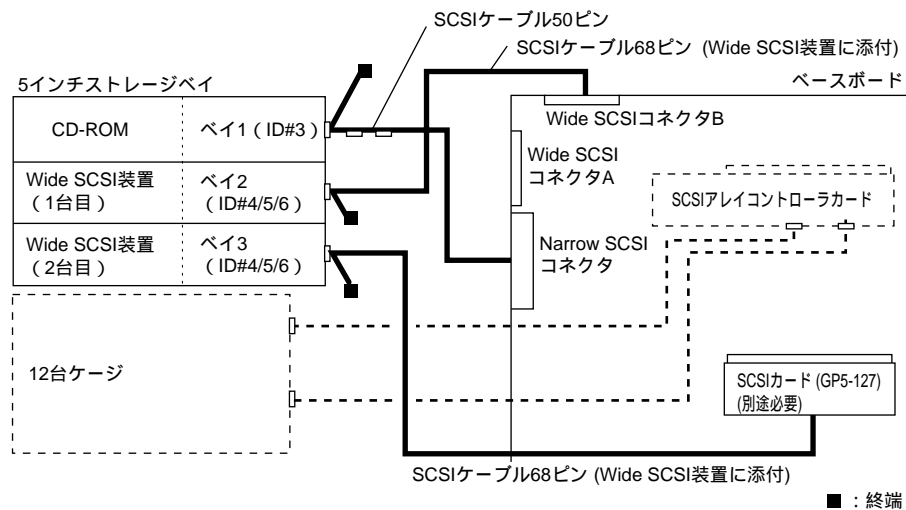 SCSIケーブル50ピン
SCSIケーブル68ピン (Wide SCSI装置に添付)
5インチストレージベイ
ベースボード
CD-ROM
ベイ1（ID#3）
Wide SCSIコネクタB
Wide SCSI
コネクタA
Wide SCSI装置
（1台目）
ベイ2
（ID#4/5/6）
SCSIアレイコントローラカード
Wide SCSI装置
（2台目）
ベイ3
（ID#4/5/6）
Narrow SCSI
コネクタ
12台ケージ
SCSIカード (GP5-127)
(別途必要)
SCSIケーブル68ピン (Wide SCSI装置に添付)
■：終端